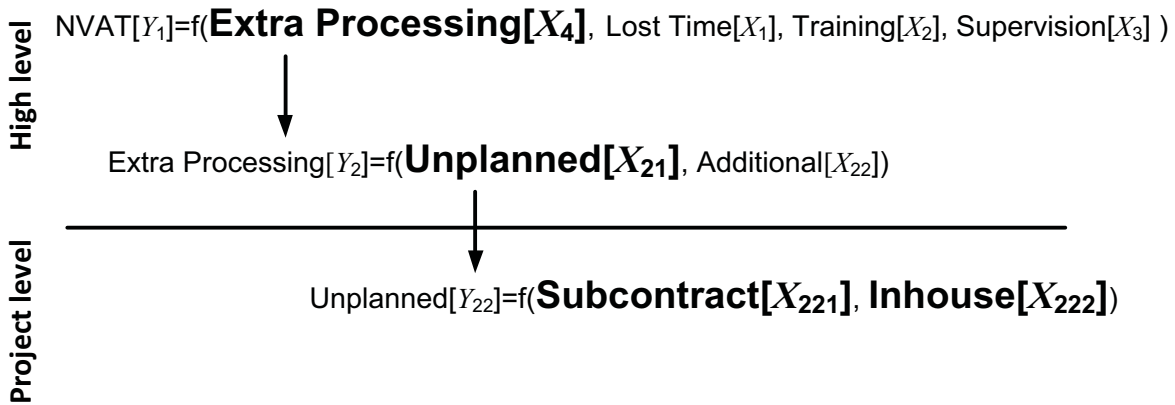 High level
NVAT[Y₁]=f(Extra Processing[X₄], Lost Time[X₁], Training[X₂], Supervision[X₃] )
Extra Processing[Y₂]=f(Unplanned[X₂₁], Additional[X₂₂])
Project level
Unplanned[Y₂₂]=f(Subcontract[X₂₂₁], Inhouse[X₂₂₂])